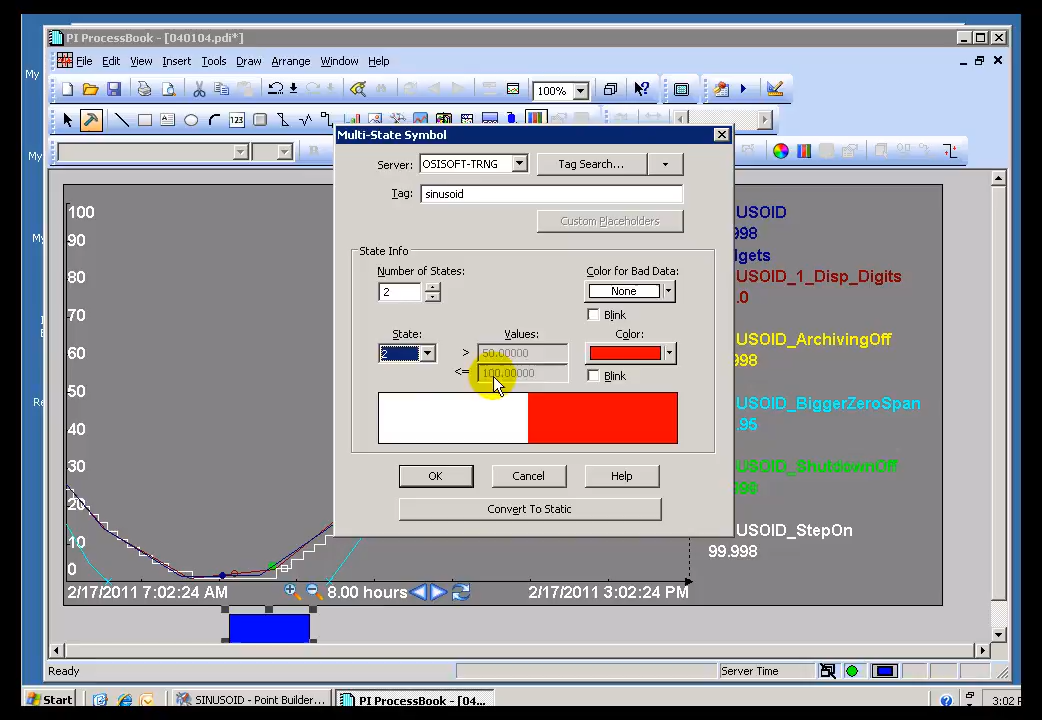 PI ProcessBook - [040104.pdi*]
File Edit View Insert Tools Draw Arrange Window Help
100%
123
Multi-State Symbol
Server: OSISOFT-TRNG Tag Search...
Tag: sinusoid
Custom Placeholders
State Info
Number of States: Color for Bad Data:
2 None
Blink
State: Values: Color:
2 > 50.00000
<= 100.00000 Blink
OK Cancel Help
Convert To Static
100
90
80
70
60
50
40
30
20
10
0
2/17/2011 7:02:24 AM 8.00 hours 2/17/2011 3:02:24 PM
USOID
.998
dgets
USOID_1_Disp_Digits
.0
USOID_ArchivingOff
.998
USOID_BiggerZeroSpan
.95
USOID_ShutdownOff
USOID_StepOn
99.998
My
My
My
Ready Server Time
Start SINUSOID - Point Builder... PI ProcessBook - [04... 3:02 P